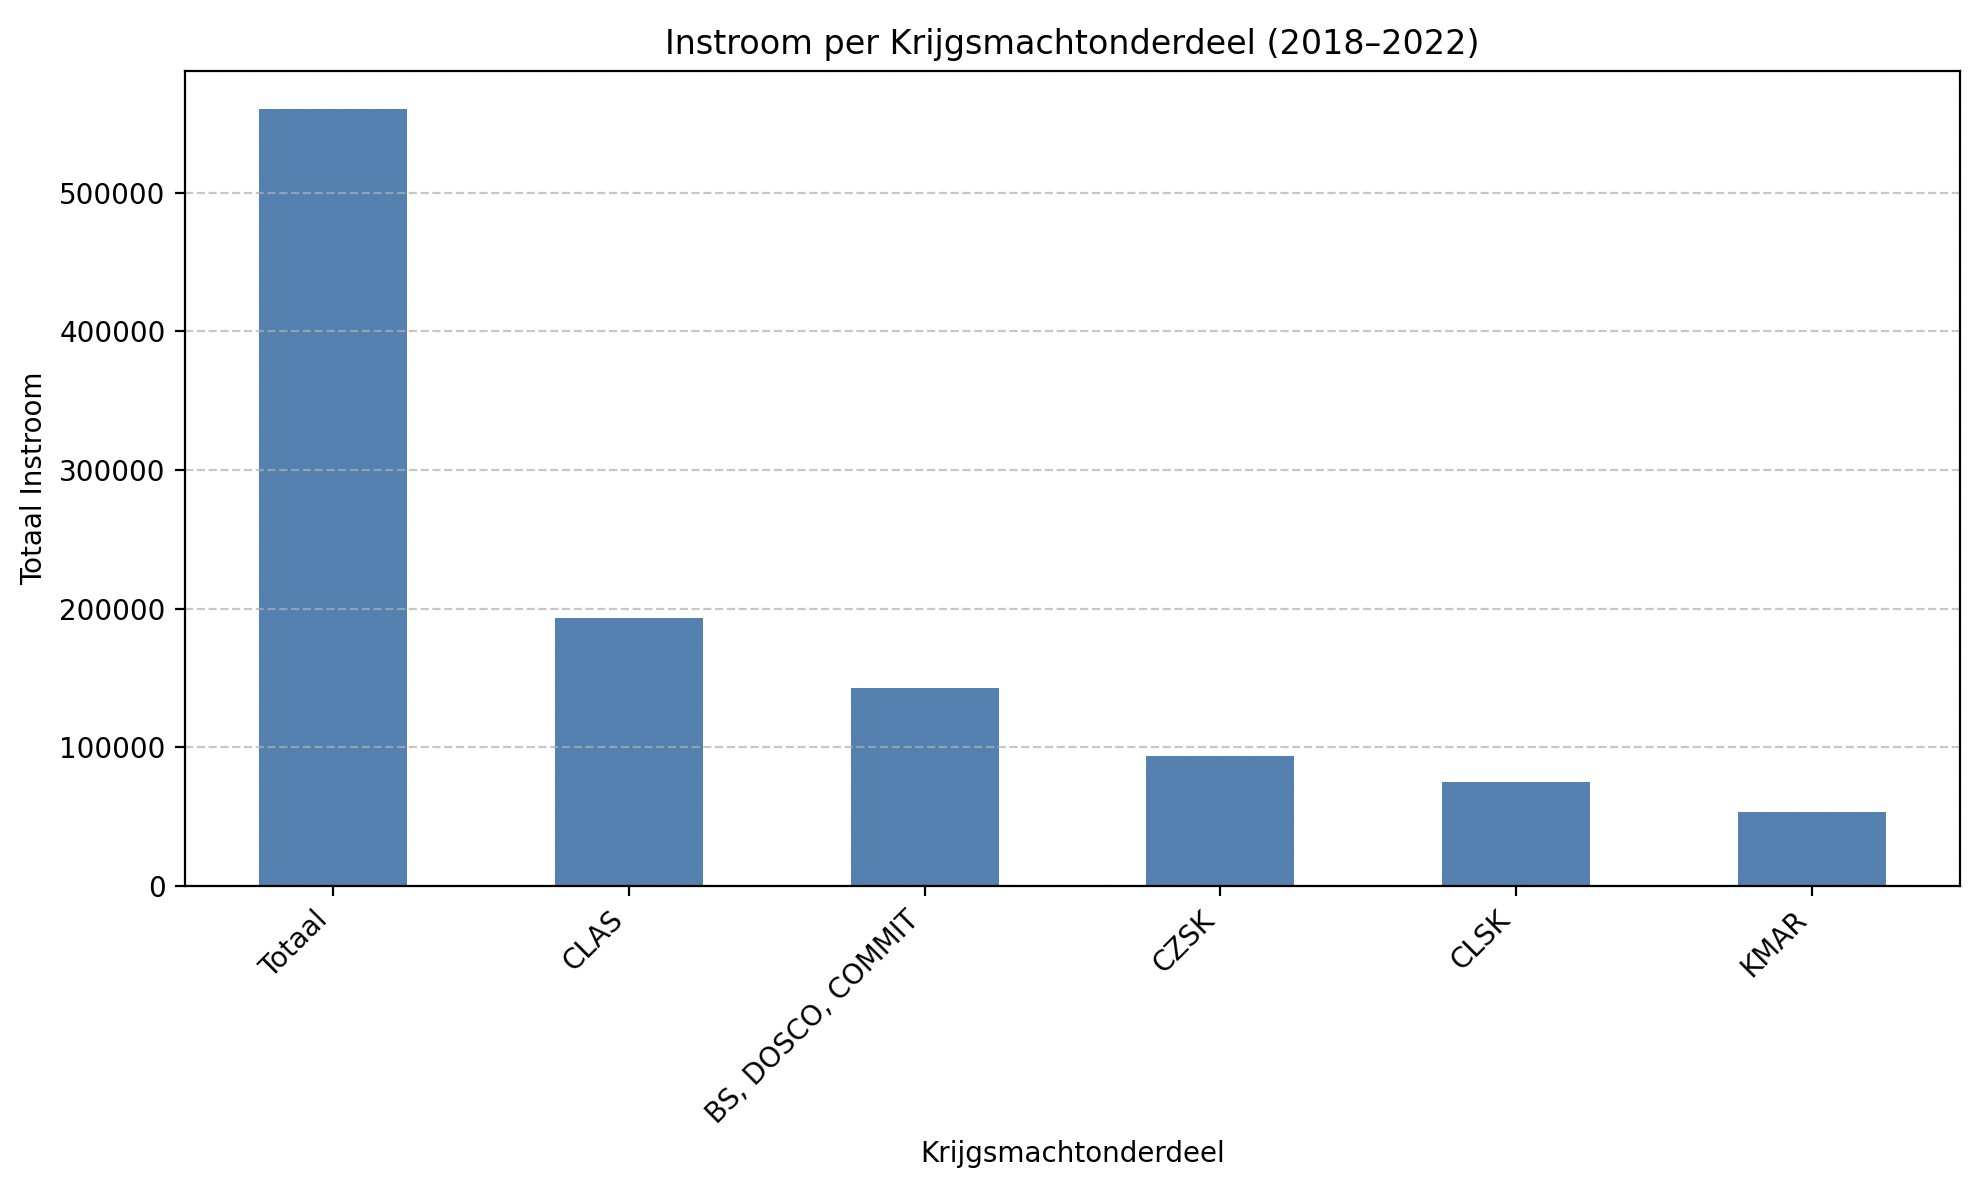 Instroom per Krijgsmachtonderdeel (2018–2022)
Totaal Instroom
500000
400000
300000
200000
100000
0
Totaal
CLAS
BS, DOSCO, COMMIT
CZSK
CLSK
KMAR
Krijgsmachtonderdeel